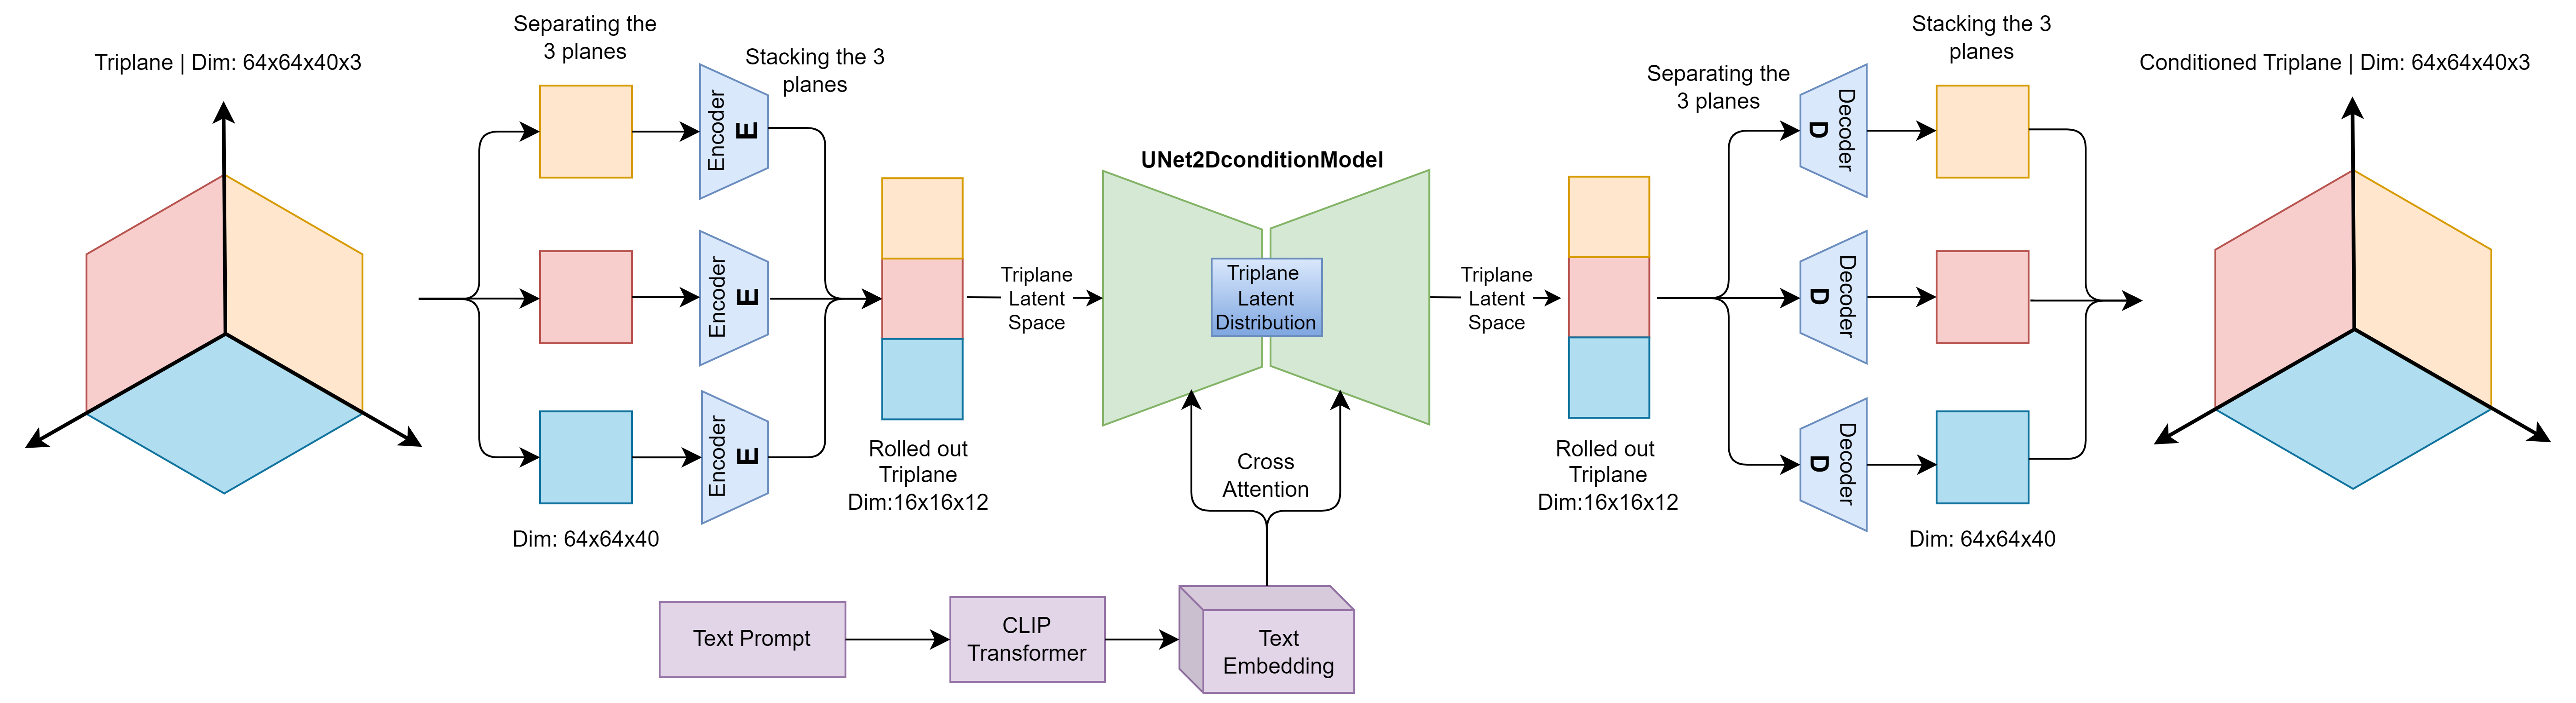 Triplane | Dim: 64x64x40x3
Separating the
3 planes
Encoder
E
Encoder
E
Encoder
E
Dim: 64x64x40
Stacking the 3
planes
Rolled out
Triplane
Dim:16x16x12
Triplane
Latent
Space
UNet2DconditionModel
Triplane
Latent
Distribution
Cross
Attention
Text Prompt
CLIP
Transformer
Text
Embedding
Triplane
Latent
Space
Rolled out
Triplane
Dim:16x16x12
Separating the
3 planes
Decoder
D
Decoder
D
Decoder
D
Stacking the 3
planes
Dim: 64x64x40
Conditioned Triplane | Dim: 64x64x40x3